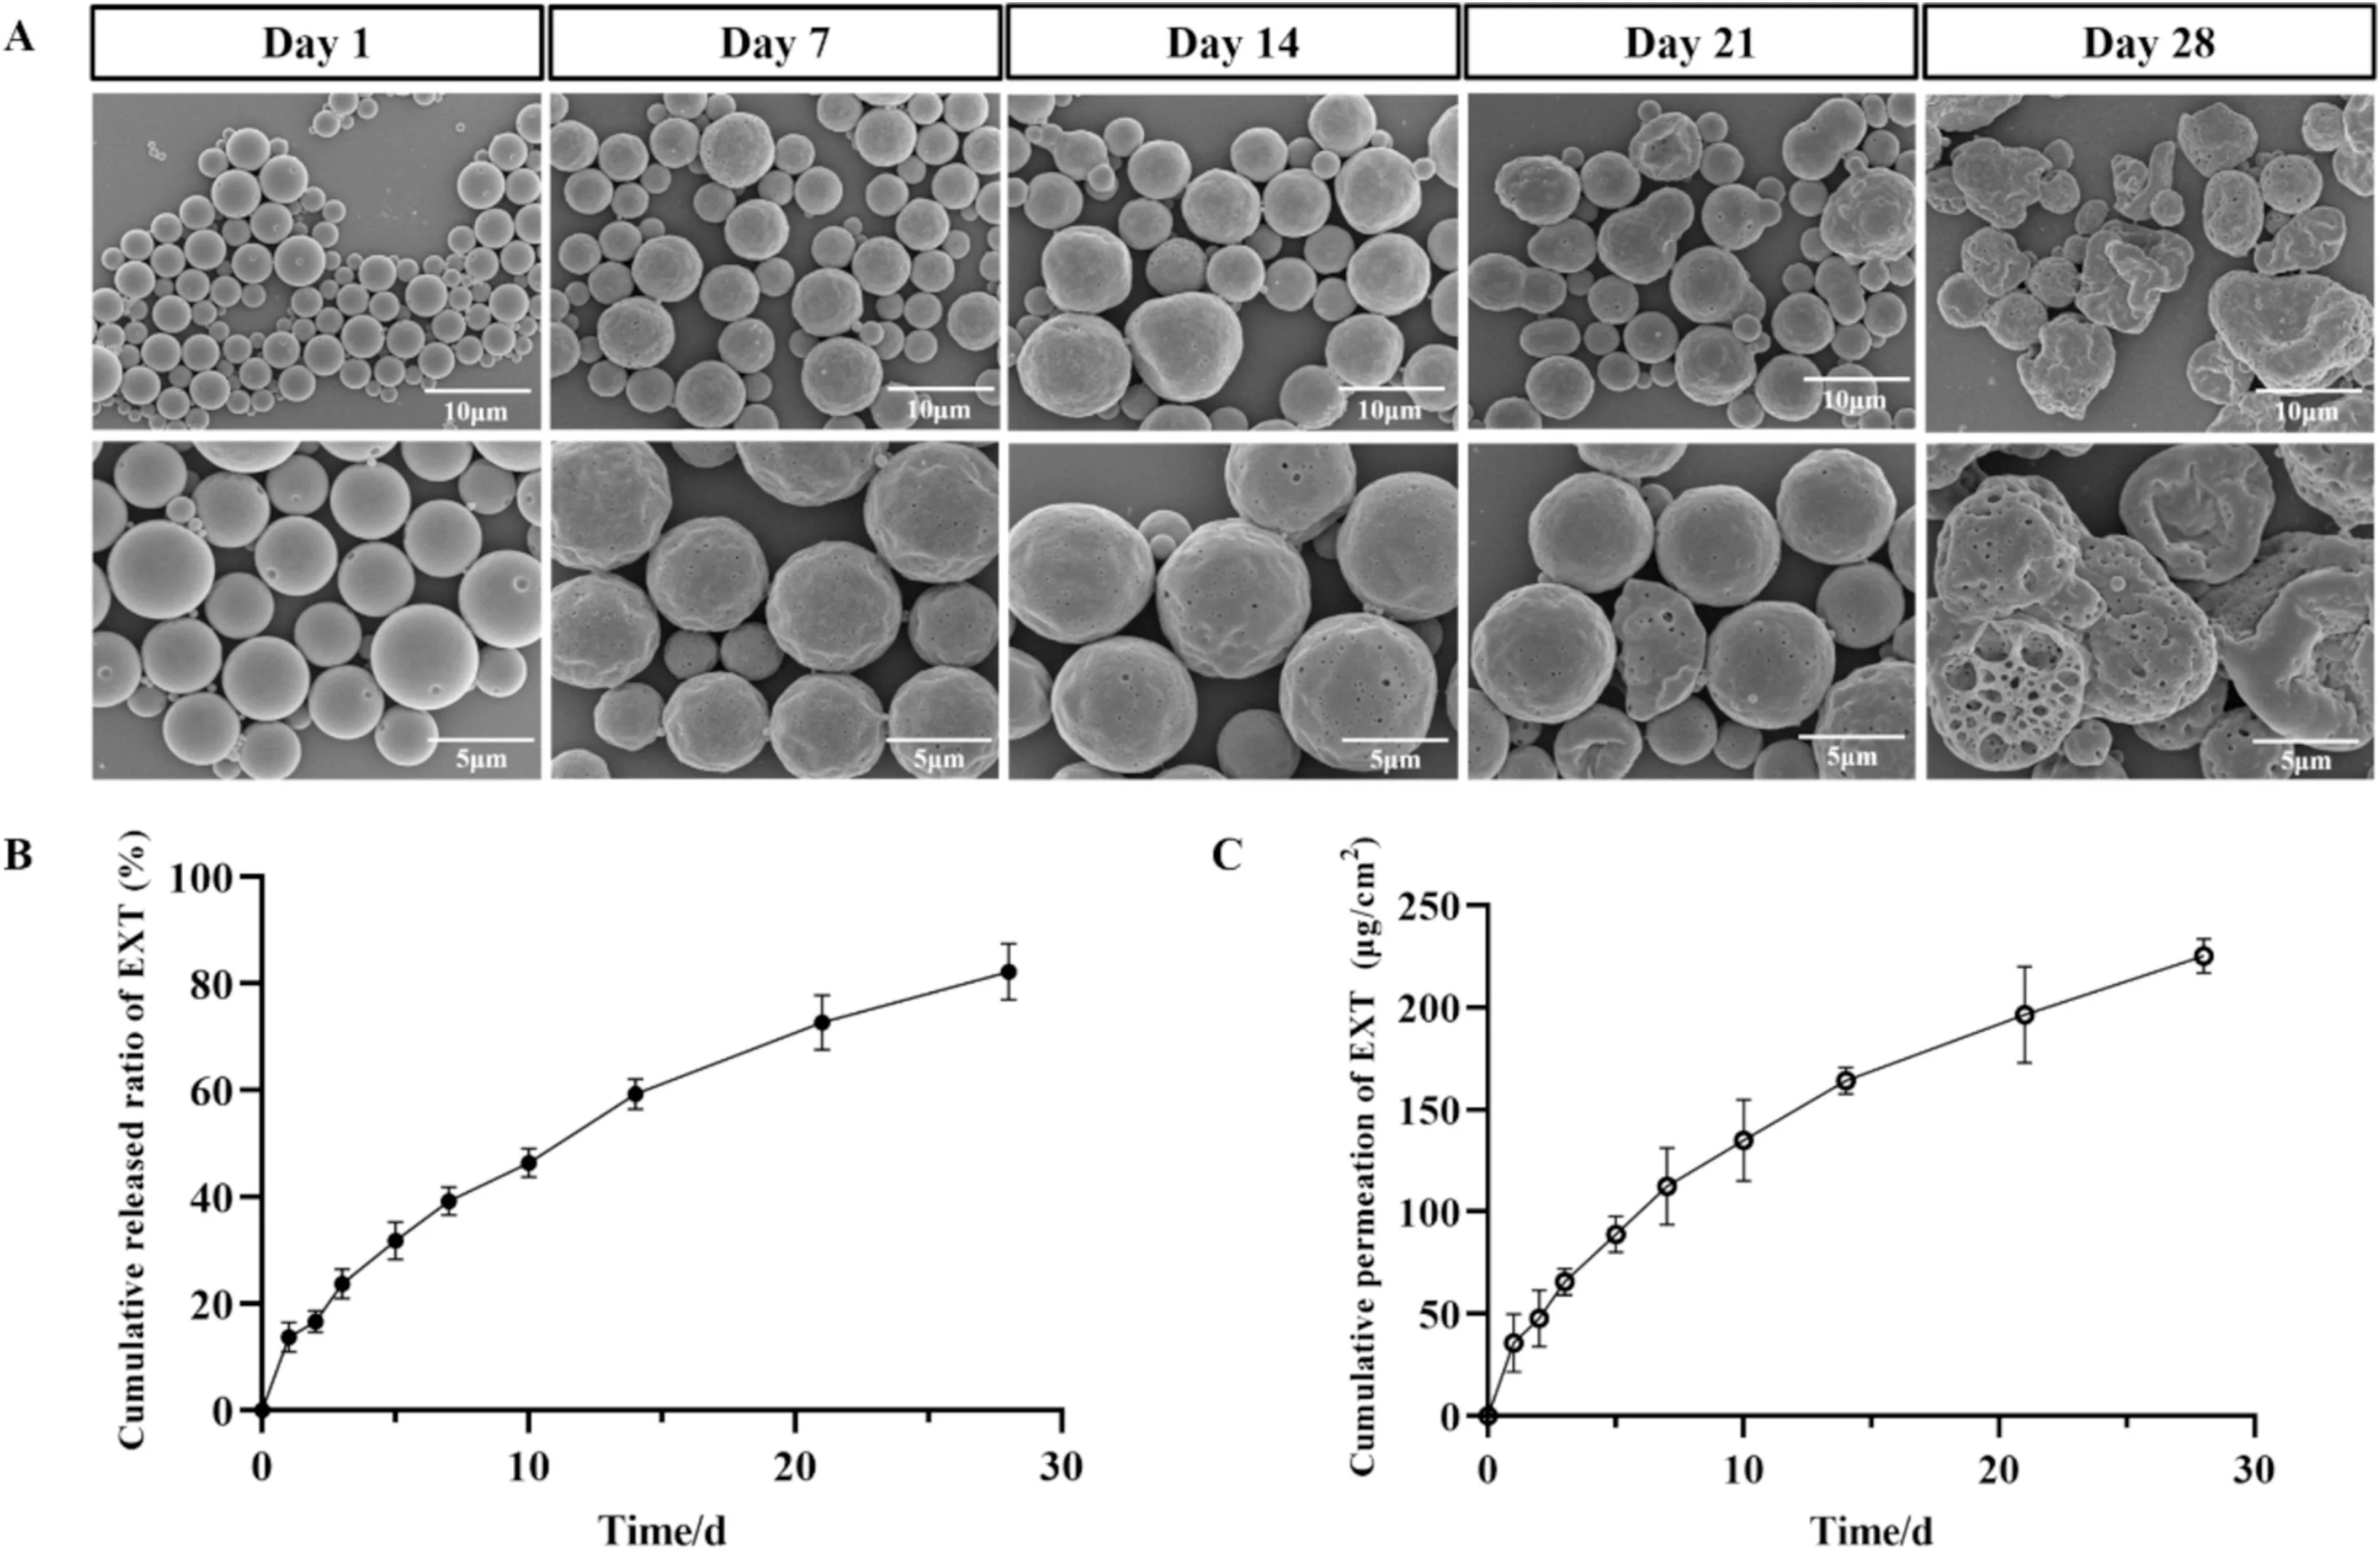 A
Day 1
Day 7
Day 14
Day 21
Day 28
10μm
10μm
10μm
10μm
10μm
5μm
5μm
5μm
5μm
5μm
B
Cumulative released ratio of EXT (%)
100
80
60
40
20
0
0 10 20 30
Time/d
C
Cumulative permeation of EXT (μg/cm²)
250
200
150
100
50
0
0 10 20 30
Time/d